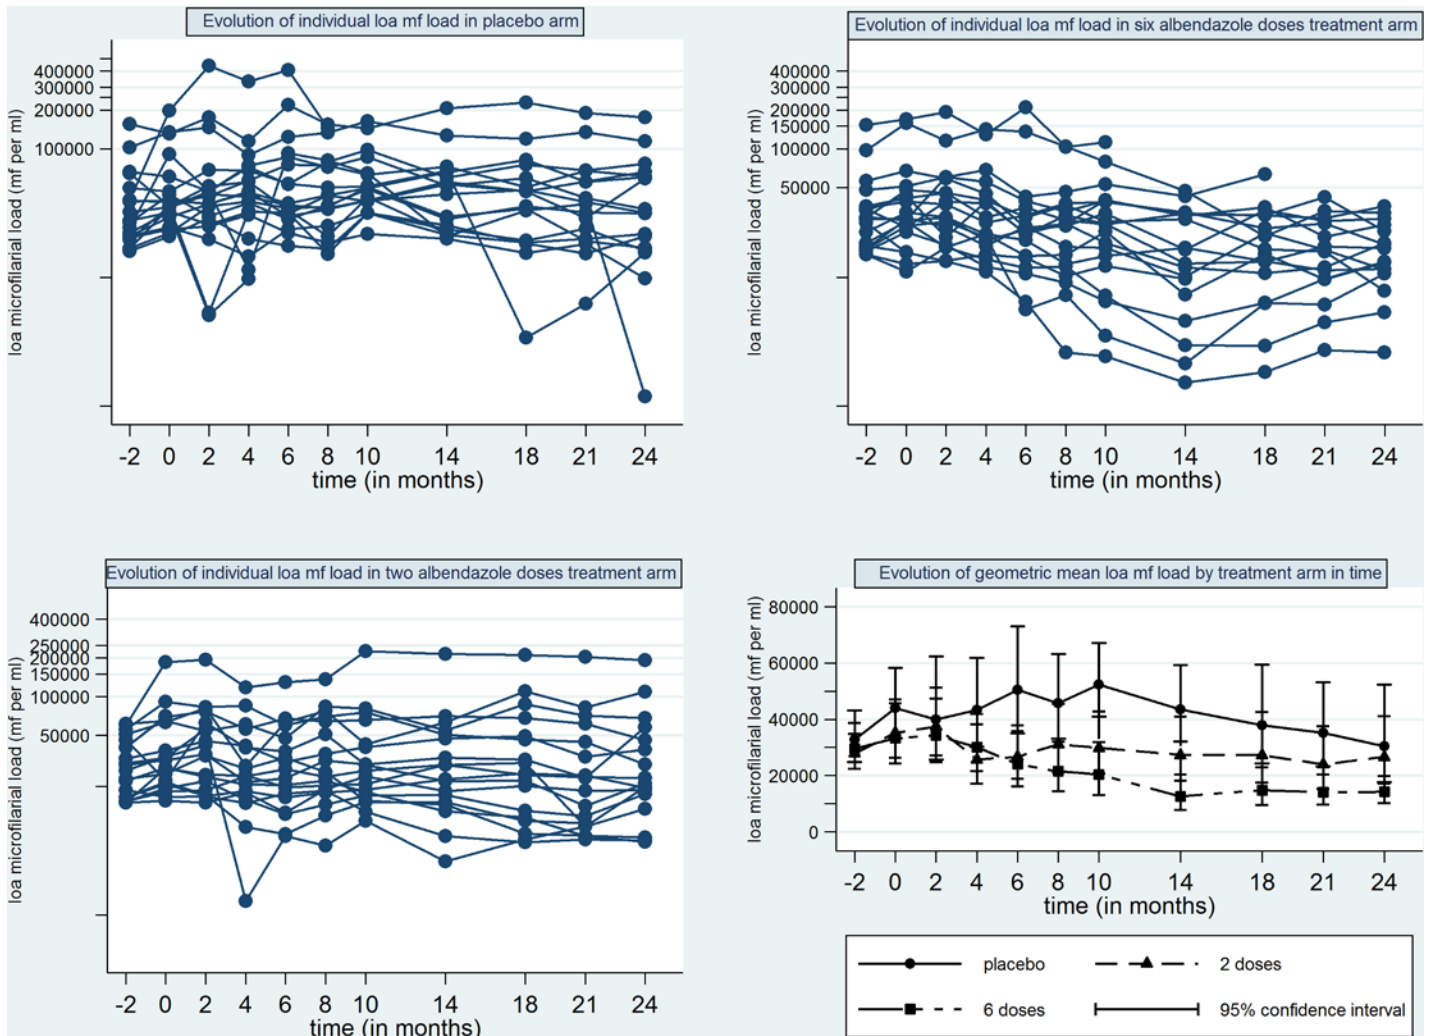 Evolution of individual loa mf load in placebo arm
loa microfilarial load (mf per ml)
400000
300000
200000
100000
-2 0 2 4 6 8 10 14 18 21 24
time (in months)
Evolution of individual loa mf load in six albendazole doses treatment arm
loa microfilarial load (mf per ml)
400000
300000
200000
150000
100000
50000
-2 0 2 4 6 8 10 14 18 21 24
time (in months)
Evolution of individual loa mf load in two albendazole doses treatment arm
loa microfilarial load (mf per ml)
400000
250000
200000
150000
100000
50000
-2 0 2 4 6 8 10 14 18 21 24
time (in months)
Evolution of geometric mean loa mf load by treatment arm in time
loa microfilarial load (mf per ml)
80000
60000
40000
20000
0
-2 0 2 4 6 8 10 14 18 21 24
time (in months)
placebo 2 doses
6 doses 95% confidence interval